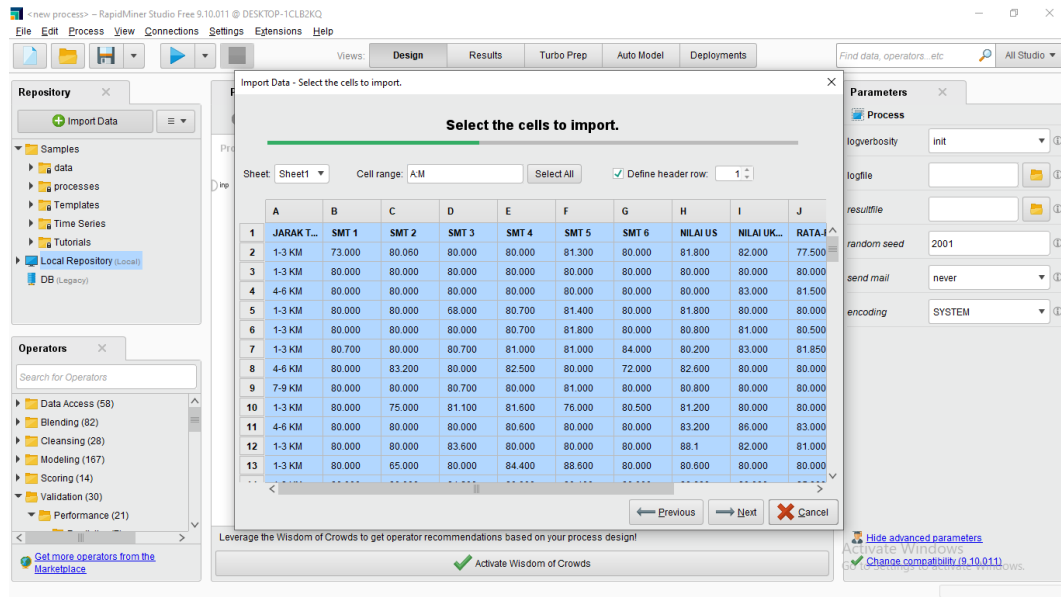 <new process> – RapidMiner Studio Free 9.10.011 @ DESKTOP-1CLB2KQ
File Edit Process View Connections Settings Extensions Help
Views: Design Results Turbo Prep Auto Model Deployments Find data, operators...etc All Studio
Repository
Import Data
Samples
data
processes
Templates
Time Series
Tutorials
Local Repository (Local)
DB (Legacy)
Operators
Search for Operators
Data Access (58)
Blending (82)
Cleansing (28)
Modeling (167)
Scoring (14)
Validation (30)
Performance (21)
Get more operators from the
Marketplace
inp
Import Data - Select the cells to import.
Select the cells to import.
Sheet: Sheet1 Cell range: A:M Select All Define header row: 1
A B C D E F G H I J
1 JARAK T... SMT 1 SMT 2 SMT 3 SMT 4 SMT 5 SMT 6 NILAI US NILAI UK...
2 1-3 KM 73.000 80.060 80.000 80.000 81.300 80.000 81.800 82.000 77.500
3 1-3 KM 80.000 80.000 80.000 80.000 80.000 80.000 80.000 80.000 80.000
4 4-6 KM 80.000 80.000 80.000 80.000 80.000 80.000 80.000 83.000 81.500
5 1-3 KM 80.000 80.000 68.000 80.700 81.400 80.000 81.800 80.000 80.000
6 1-3 KM 80.000 80.000 80.000 80.700 81.800 80.000 80.800 81.000 80.500
7 1-3 KM 80.700 80.000 80.700 81.000 81.000 84.000 80.200 83.000 81.850
8 4-6 KM 80.000 83.200 80.000 82.500 80.000 72.000 82.600 80.000 80.000
9 7-9 KM 80.000 80.000 80.700 80.000 81.000 80.000 80.800 80.000 80.000
10 1-3 KM 80.000 75.000 81.100 81.600 76.000 80.500 81.200 80.000 80.000
11 4-6 KM 80.000 80.000 80.000 80.600 80.000 80.000 83.200 86.000 83.000
12 1-3 KM 80.000 80.000 83.600 80.000 80.000 80.000 88.1 82.000 81.000
13 1-3 KM 80.000 65.000 80.000 84.400 88.600 80.000 80.600 80.000 80.000
Previous Next Cancel
Leverage the Wisdom of Crowds to get operator recommendations based on your process design!
Activate Wisdom of Crowds
Parameters
Process
logverbosity init
logfile
resultfile
random seed 2001
send mail never
encoding SYSTEM
Hide advanced parameters
Change compatibility (9.10.011)
Activate Windows
Go to Settings to activate Windows.